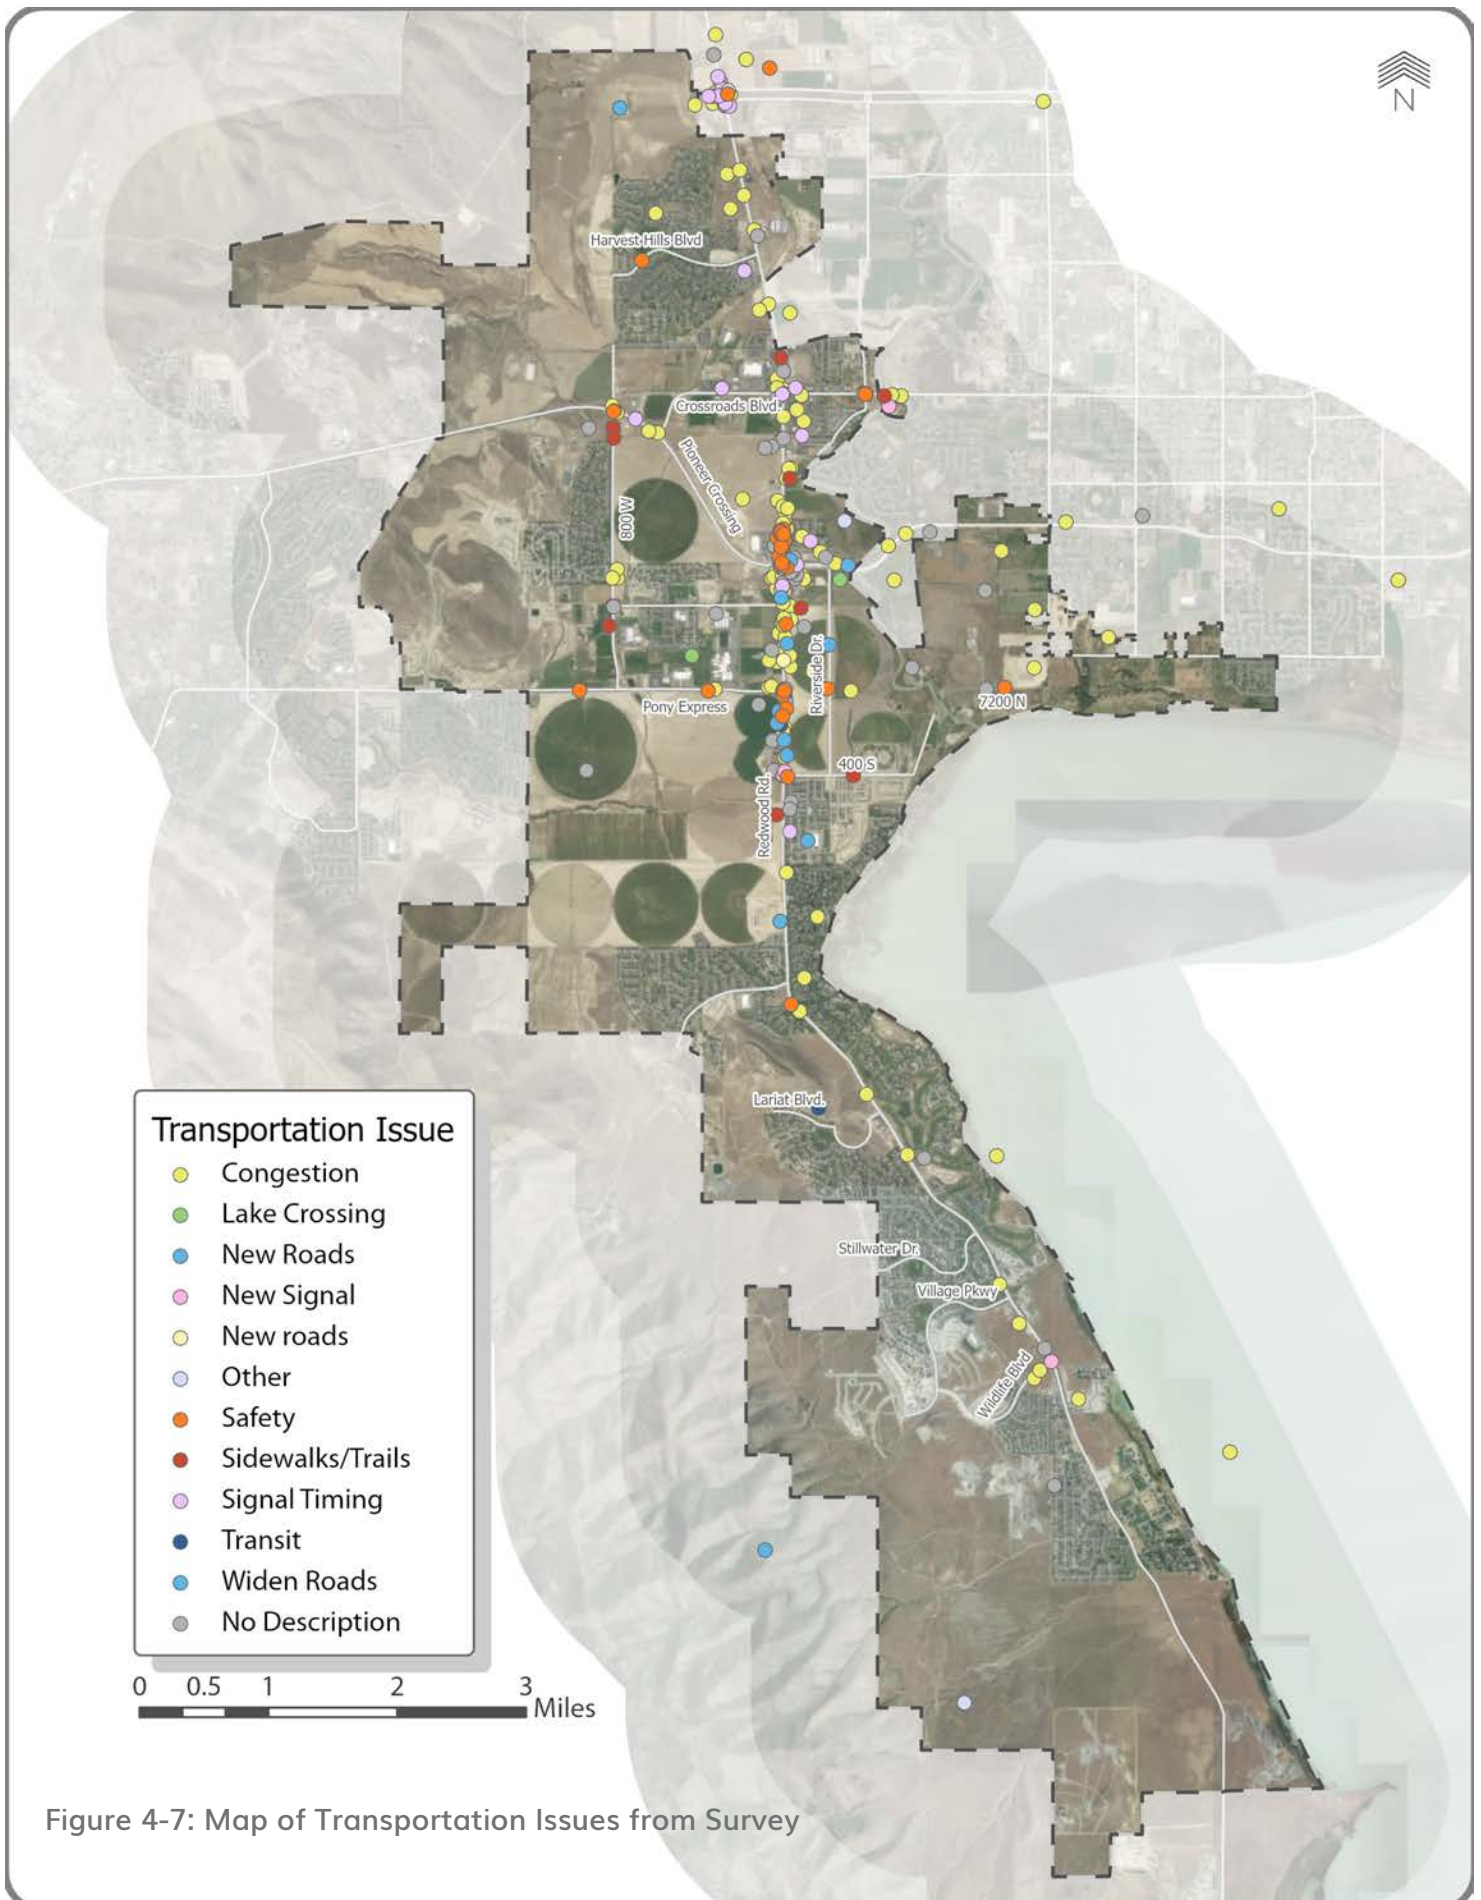 N
Harvest Hills Blvd
Crossroads Blvd.
Pioneer Crossing
800 W
Riverside Dr.
Pony Express
7200 N
400 S
Redwood Rd.
Lariat Blvd.
Stillwater Dr.
Village Pkwy
Wildlife Blvd
Transportation Issue
Congestion
Lake Crossing
New Roads
New Signal
New roads
Other
Safety
Sidewalks/Trails
Signal Timing
Transit
Widen Roads
No Description
0 0.5 1 2 3
Miles
Figure 4-7: Map of Transportation Issues from Survey